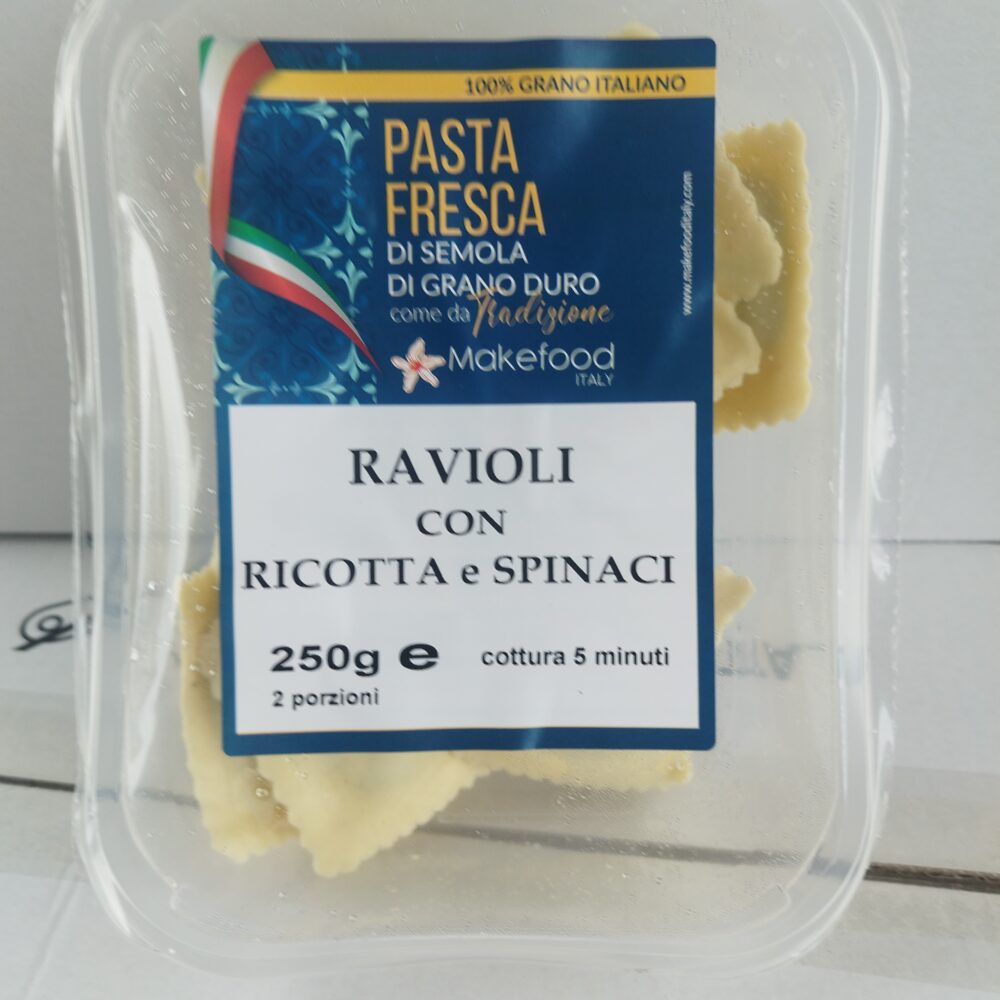 100% GRANO ITALIANO
PASTA
FRESCA
DI SEMOLA
DI GRANO DURO
come da Tradizione
Makefood
ITALY
www.makefooditaly.com
RAVIOLI
CON
RICOTTA e SPINACI
250g e cottura 5 minuti
2 porzioni